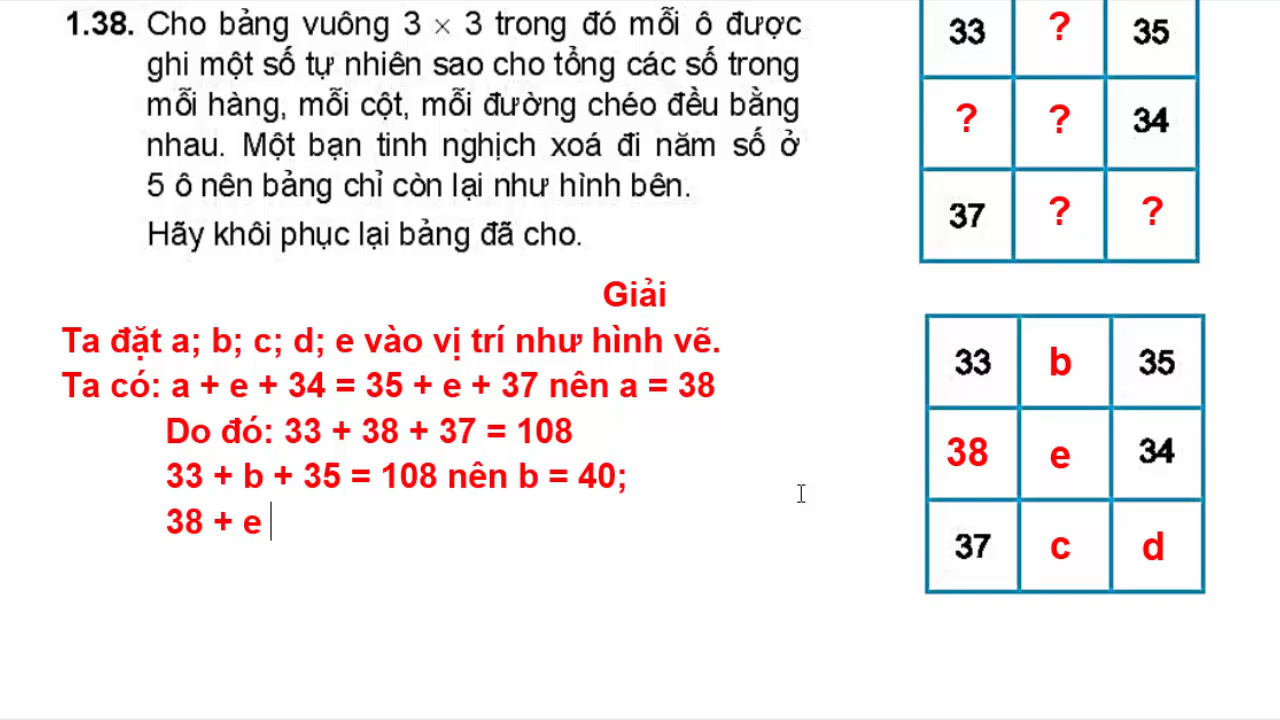 1.38. Cho bảng vuông 3 × 3 trong đó mỗi ô được
ghi một số tự nhiên sao cho tổng các số trong
mỗi hàng, mỗi cột, mỗi đường chéo đều bằng
nhau. Một bạn tinh nghịch xoá đi năm số ở
5 ô nên bảng chỉ còn lại như hình bên.
Hãy khôi phục lại bảng đã cho.
33 ? 35
? ? 34
37 ? ?
Giải
Ta đặt a; b; c; d; e vào vị trí như hình vẽ.
Ta có: a + e + 34 = 35 + e + 37 nên a = 38
Do đó: 33 + 38 + 37 = 108
33 + b + 35 = 108 nên b = 40;
38 + e
33 b 35
38 e 34
37 c d